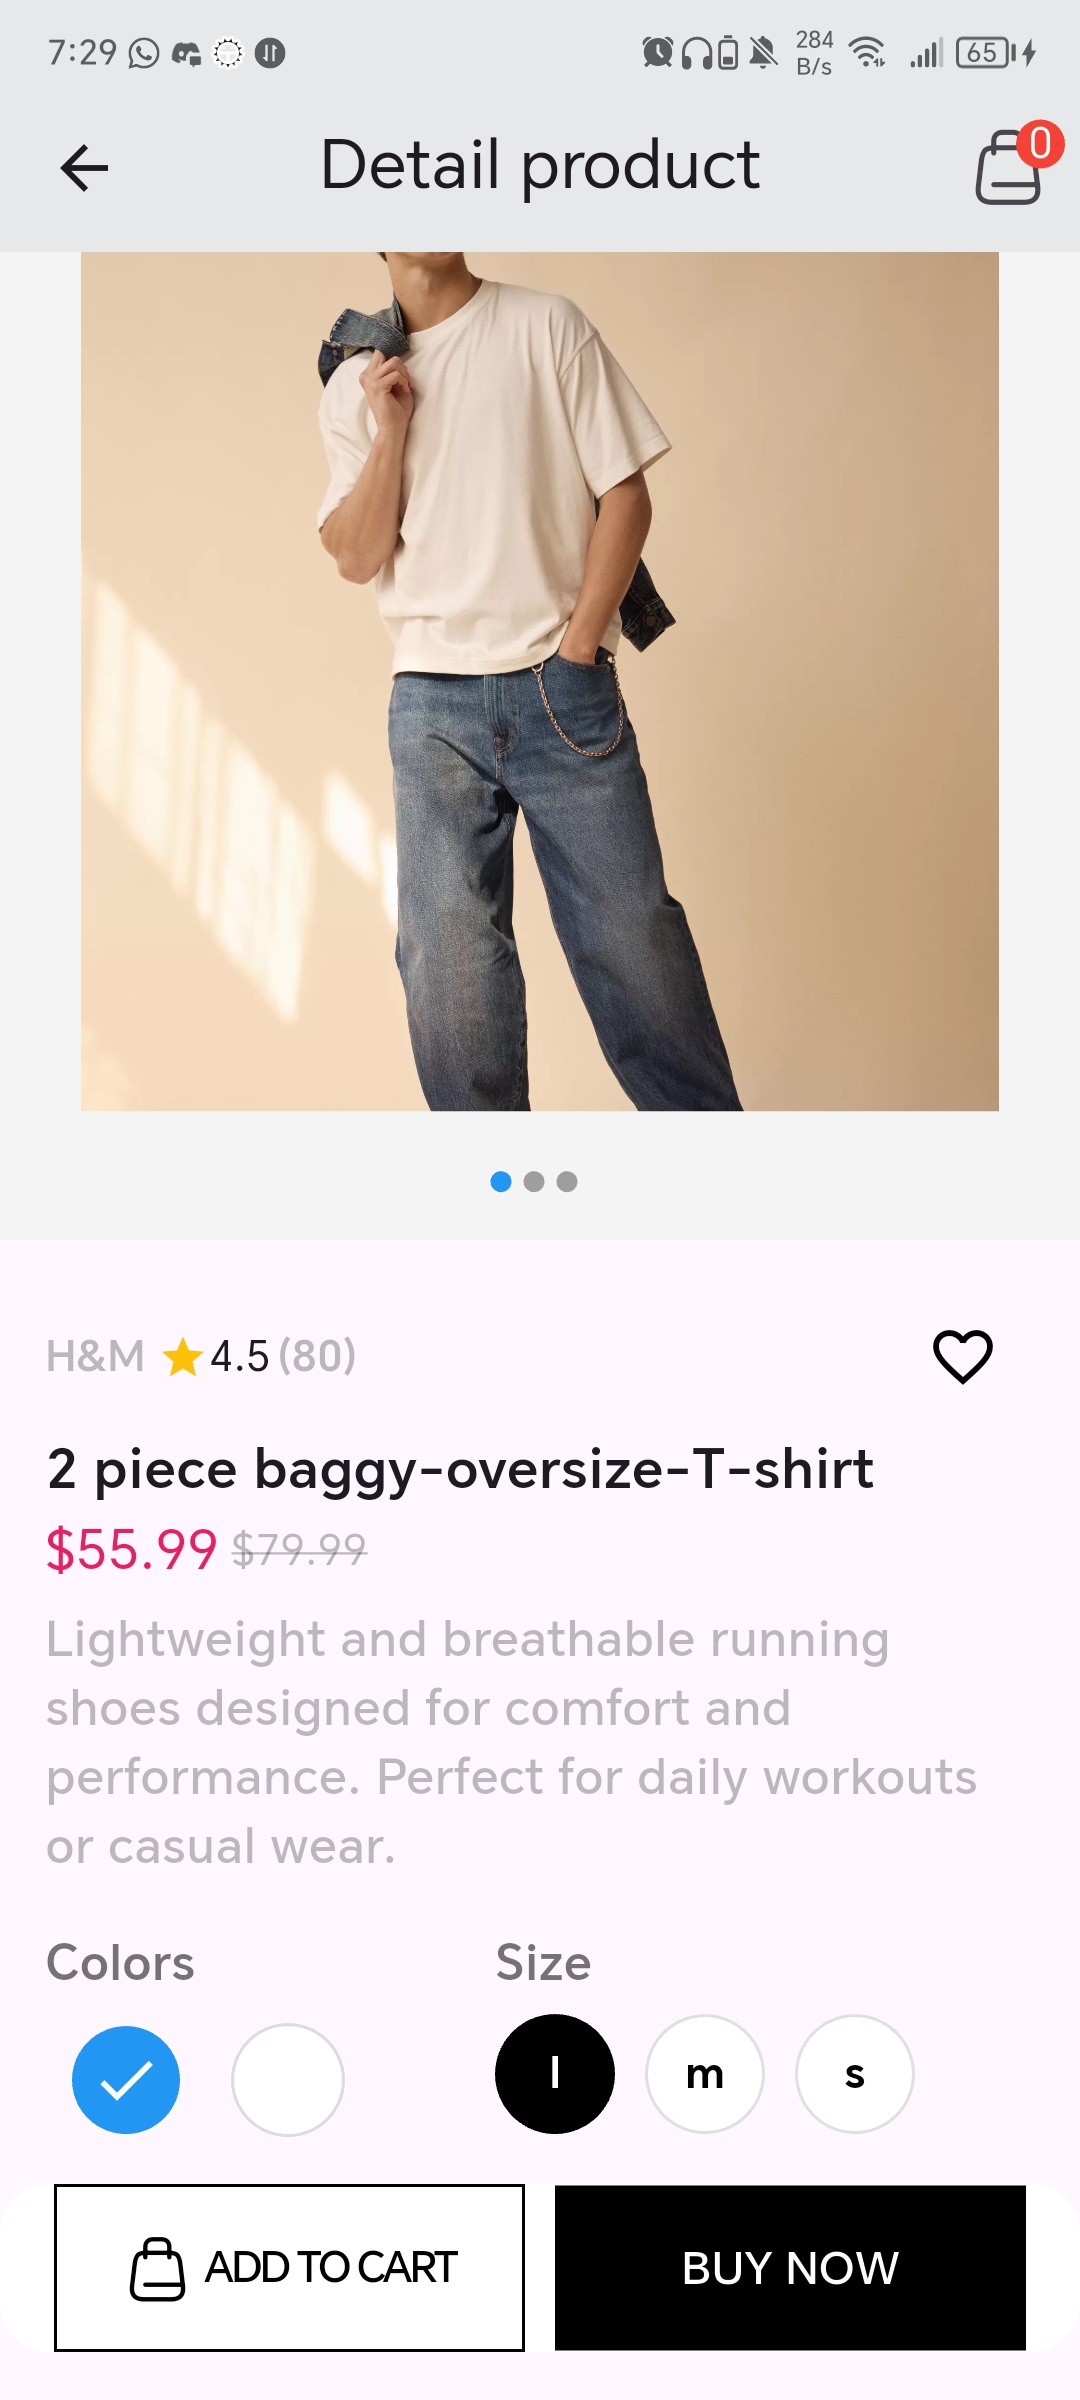 7:29
284
B/s
65
Detail product
0
H&M 4.5 (80)
2 piece baggy-oversize-T-shirt
$55.99 $79.99
Lightweight and breathable running
shoes designed for comfort and
performance. Perfect for daily workouts
or casual wear.
Colors
Size
l
m
s
ADD TO CART
BUY NOW